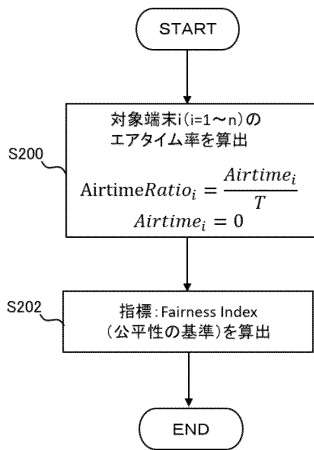 START
S200
対象端末i(i=1~n)の
エアタイム率を算出
AirtimeRatioᵢ = Airtimeᵢ / T
Airtimeᵢ = 0
S202
指標:Fairness Index
(公平性の基準)を算出
END